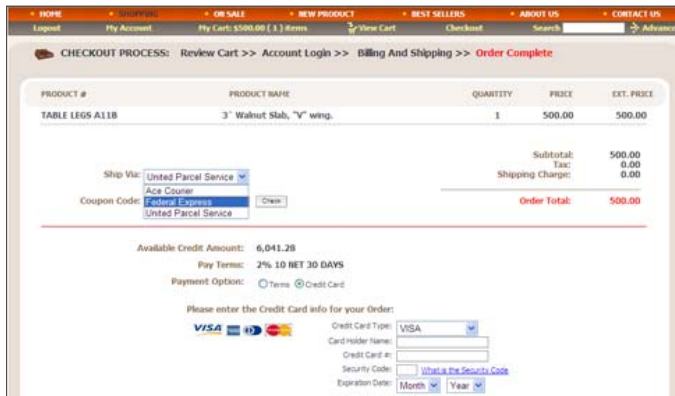 • HOME • SHOPPING • ON SALE • NEW PRODUCT • BEST SELLERS • ABOUT US • CONTACT US
Logout My Account My Cart: $500.00 ( 1 ) items View Cart Checkout Search Advance
CHECKOUT PROCESS: Review Cart >> Account Login >> Billing And Shipping >> Order Complete
PRODUCT # PRODUCT NAME QUANTITY PRICE EXT. PRICE
TABLE LEGS A11B 3" Walnut Slab, "V" wing. 1 500.00 500.00
Subtotal: 500.00
Tax: 0.00
Shipping Charge: 0.00
Ship Via: United Parcel Service
Ace Courier
Coupon Code: Federal Express Check
United Parcel Service
Order Total: 500.00
Available Credit Amount: 6,041.28
Pay Terms: 2% 10 NET 30 DAYS
Payment Option: Terms Credit Card
Please enter the Credit Card info for your Order:
VISA
Credit Card Type: VISA
Card Holder Name:
Credit Card #:
Security Code: What is the Security Code
Expiration Date: Month Year